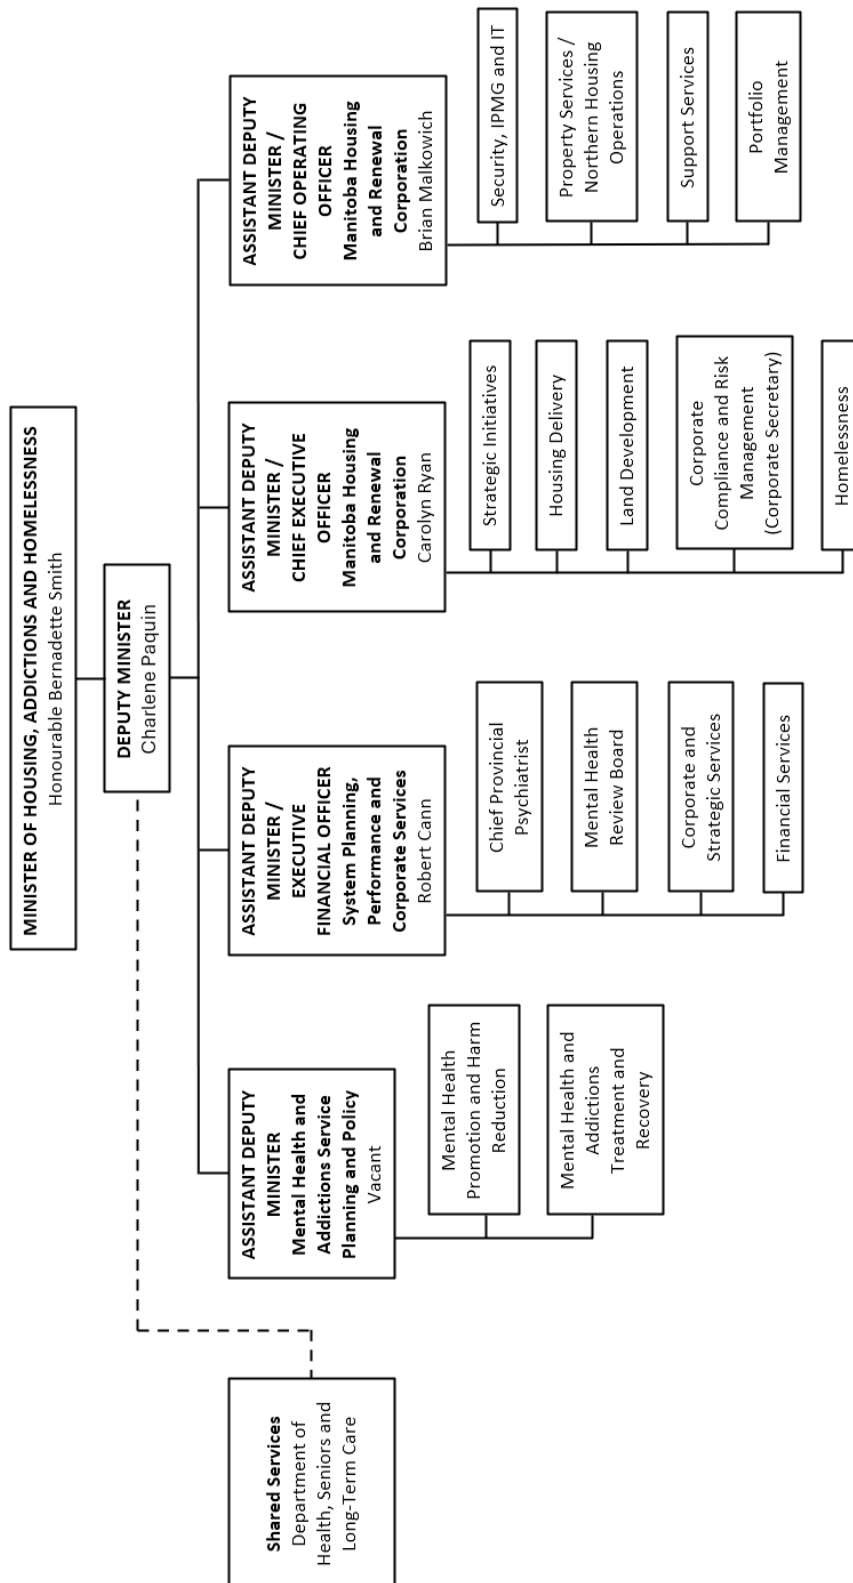 MINISTER OF HOUSING, ADDICTIONS AND HOMELESSNESS
Honourable Bernadette Smith
DEPUTY MINISTER
Charlene Paquin
Shared Services
Department of
Health, Seniors and
Long-Term Care
ASSISTANT DEPUTY
MINISTER
Mental Health and
Addictions Service
Planning and Policy
Vacant
Mental Health
Promotion and Harm
Reduction
Mental Health and
Addictions
Treatment and
Recovery
ASSISTANT DEPUTY
MINISTER /
EXECUTIVE
FINANCIAL OFFICER
System Planning,
Performance and
Corporate Services
Robert Cann
Chief Provincial
Psychiatrist
Mental Health
Review Board
Corporate and
Strategic Services
Financial Services
ASSISTANT DEPUTY
MINISTER /
CHIEF EXECUTIVE
OFFICER
Manitoba Housing
and Renewal
Corporation
Carolyn Ryan
Strategic Initiatives
Housing Delivery
Land Development
Corporate
Compliance and Risk
Management
(Corporate Secretary)
Homelessness
ASSISTANT DEPUTY
MINISTER /
CHIEF OPERATING
OFFICER
Manitoba Housing
and Renewal
Corporation
Brian Malkowich
Security, IPMG and IT
Property Services /
Northern Housing
Operations
Support Services
Portfolio
Management